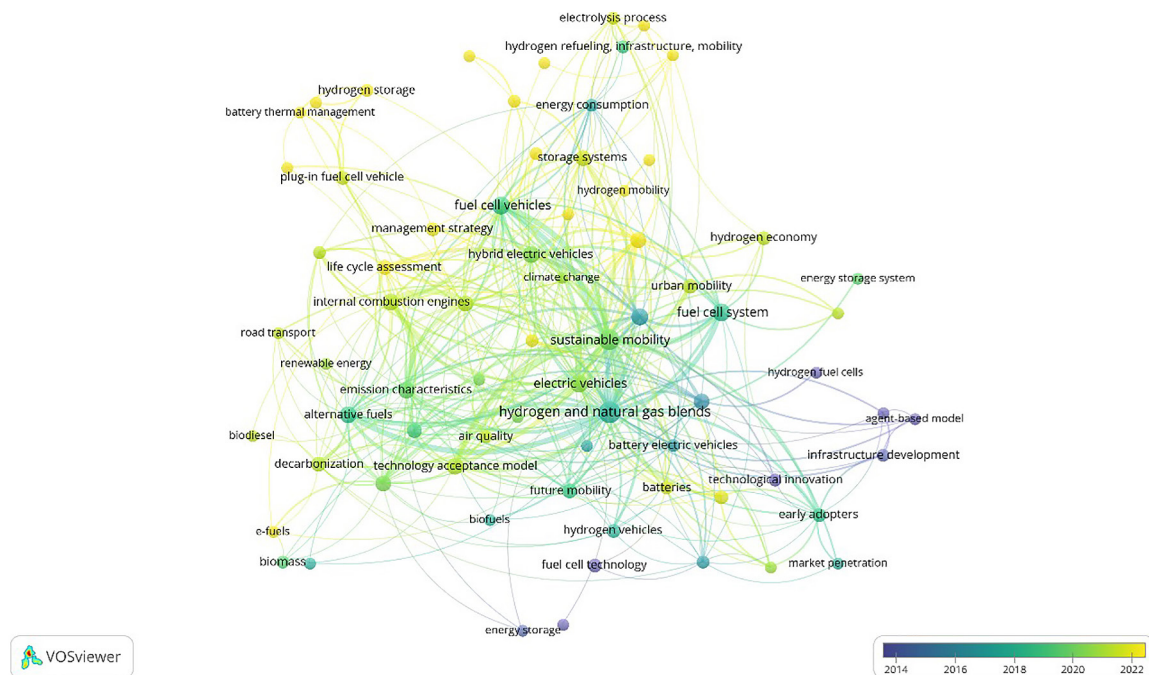 electrolysis process
hydrogen refueling, infrastructure, mobility
hydrogen storage
energy consumption
battery thermal management
storage systems
plug-in fuel cell vehicle
hydrogen mobility
fuel cell vehicles
management strategy
hydrogen economy
hybrid electric vehicles
life cycle assessment
climate change
energy storage system
urban mobility
internal combustion engines
fuel cell system
road transport
sustainable mobility
renewable energy
hydrogen fuel cells
electric vehicles
emission characteristics
hydrogen and natural gas blends
alternative fuels
agent-based model
biodiesel
air quality
battery electric vehicles
infrastructure development
decarbonization
technology acceptance model
technological innovation
future mobility
batteries
early adopters
biofuels
e-fuels
hydrogen vehicles
biomass
fuel cell technology
market penetration
energy storage
VOSviewer
2014 2016 2018 2020 2022